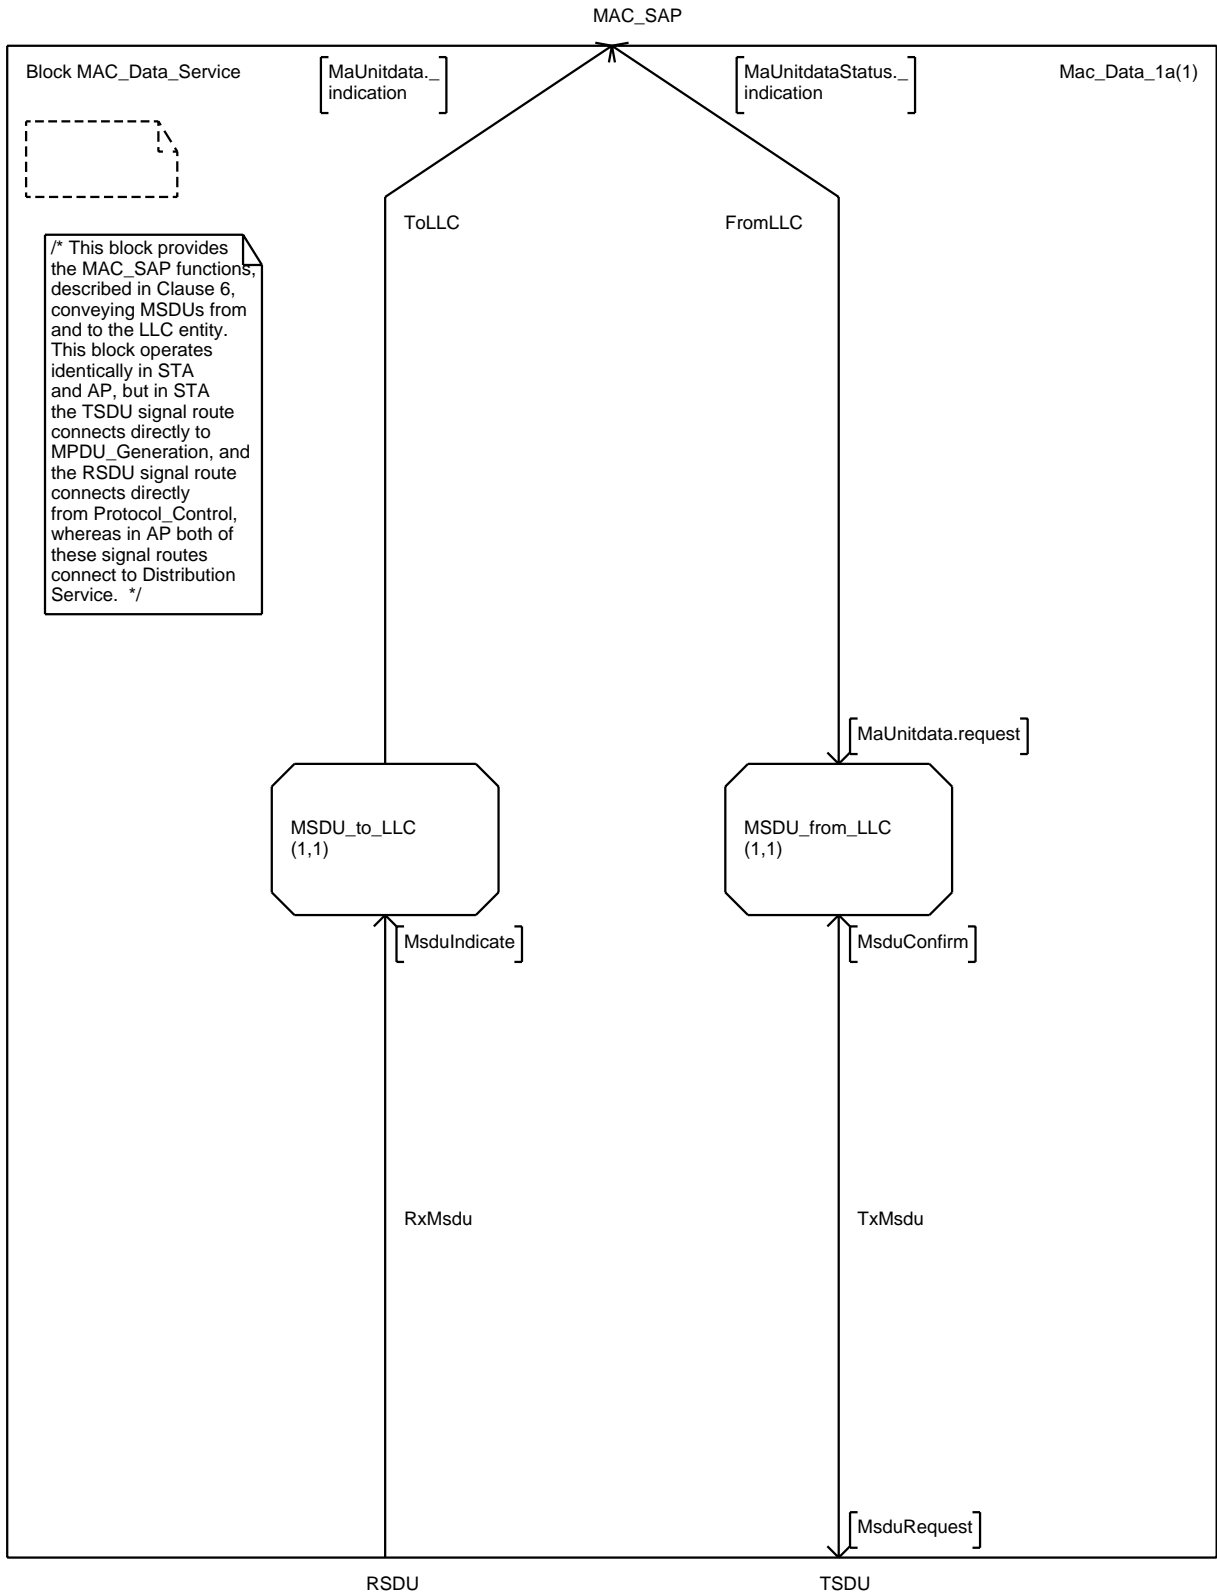 MAC_SAP
Block MAC_Data_Service
MaUnitdata._
indication
MaUnitdataStatus._
indication
Mac_Data_1a(1)
ToLLC
FromLLC
/* This block provides
the MAC_SAP functions,
described in Clause 6,
conveying MSDUs from
and to the LLC entity.
This block operates
identically in STA
and AP, but in STA
the TSDU signal route
connects directly to
MPDU_Generation, and
the RSDU signal route
connects directly
from Protocol_Control,
whereas in AP both of
these signal routes
connect to Distribution
Service.  */
MaUnitdata.request
MSDU_to_LLC
(1,1)
MSDU_from_LLC
(1,1)
MsduIndicate
MsduConfirm
RxMsdu
TxMsdu
MsduRequest
RSDU
TSDU